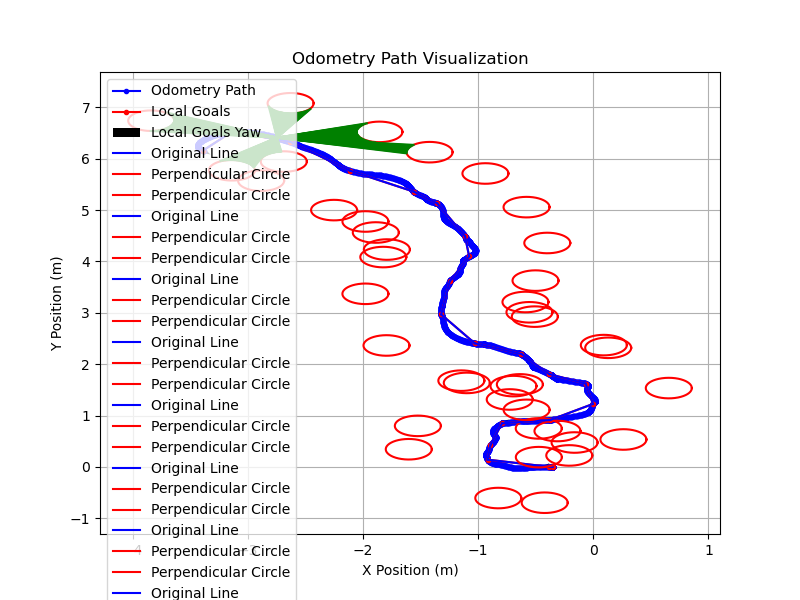 Odometry Path Visualization
Y Position (m)
7
6
5
4
3
2
1
0
−1
Odometry Path
Local Goals
Local Goals Yaw
Original Line
Perpendicular Circle
Perpendicular Circle
Original Line
Perpendicular Circle
Perpendicular Circle
Original Line
Perpendicular Circle
Perpendicular Circle
Original Line
Perpendicular Circle
Perpendicular Circle
Original Line
Perpendicular Circle
Perpendicular Circle
Original Line
Perpendicular Circle
Perpendicular Circle
Original Line
Perpendicular Circle
Perpendicular Circle
Original Line
−2
−1
0
1
X Position (m)